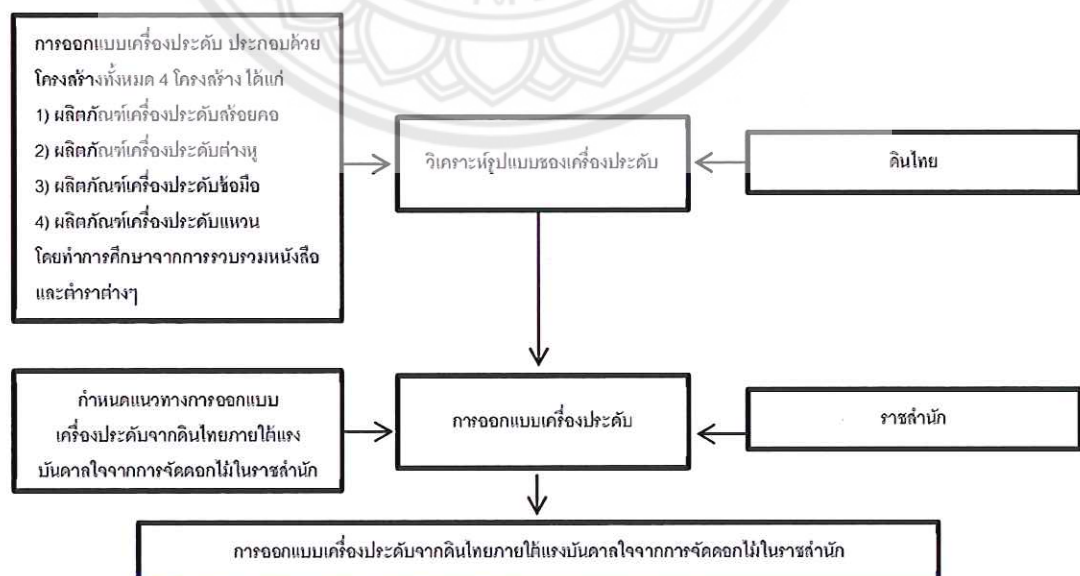 การออกแบบเครื่องประดับ ประกอบด้วย
โครงสร้างทั้งหมด 4 โครงสร้าง ได้แก่
1) ผลิตภัณฑ์เครื่องประดับสร้อยคอ
2) ผลิตภัณฑ์เครื่องประดับต่างหู
3) ผลิตภัณฑ์เครื่องประดับข้อมือ
4) ผลิตภัณฑ์เครื่องประดับแหวน
โดยทำการศึกษาจากการรวบรวมหนังสือ
และตำราต่างๆ
วิเคราะห์รูปแบบของเครื่องประดับ
ดินไทย
กำหนดแนวทางการออกแบบ
เครื่องประดับจากดินไทยภายใต้แรง
บันดาลใจจากการจัดดอกไม้ในราชสำนัก
การออกแบบเครื่องประดับ
ราชสำนัก
การออกแบบเครื่องประดับจากดินไทยภายใต้แรงบันดาลใจจากการจัดดอกไม้ในราชสำนัก